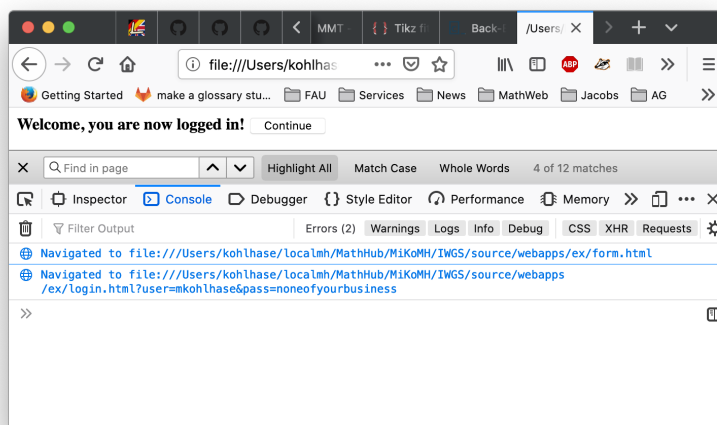 MMT -
Tikz fi
Back-E
/Users/
file:///Users/kohlhas
Getting Started
make a glossary stu...
FAU
Services
News
MathWeb
Jacobs
AG
Welcome, you are now logged in! Continue
Find in page
Highlight All
Match Case
Whole Words
4 of 12 matches
Inspector
Console
Debugger
{} Style Editor
Performance
Memory
Filter Output
Errors (2)
Warnings
Logs
Info
Debug
CSS
XHR
Requests
Navigated to file:///Users/kohlhase/localmh/MathHub/MiKoMH/IWGS/source/webapps/ex/form.html
Navigated to file:///Users/kohlhase/localmh/MathHub/MiKoMH/IWGS/source/webapps
/ex/login.html?user=mkohlhase&pass=noneofyourbusiness